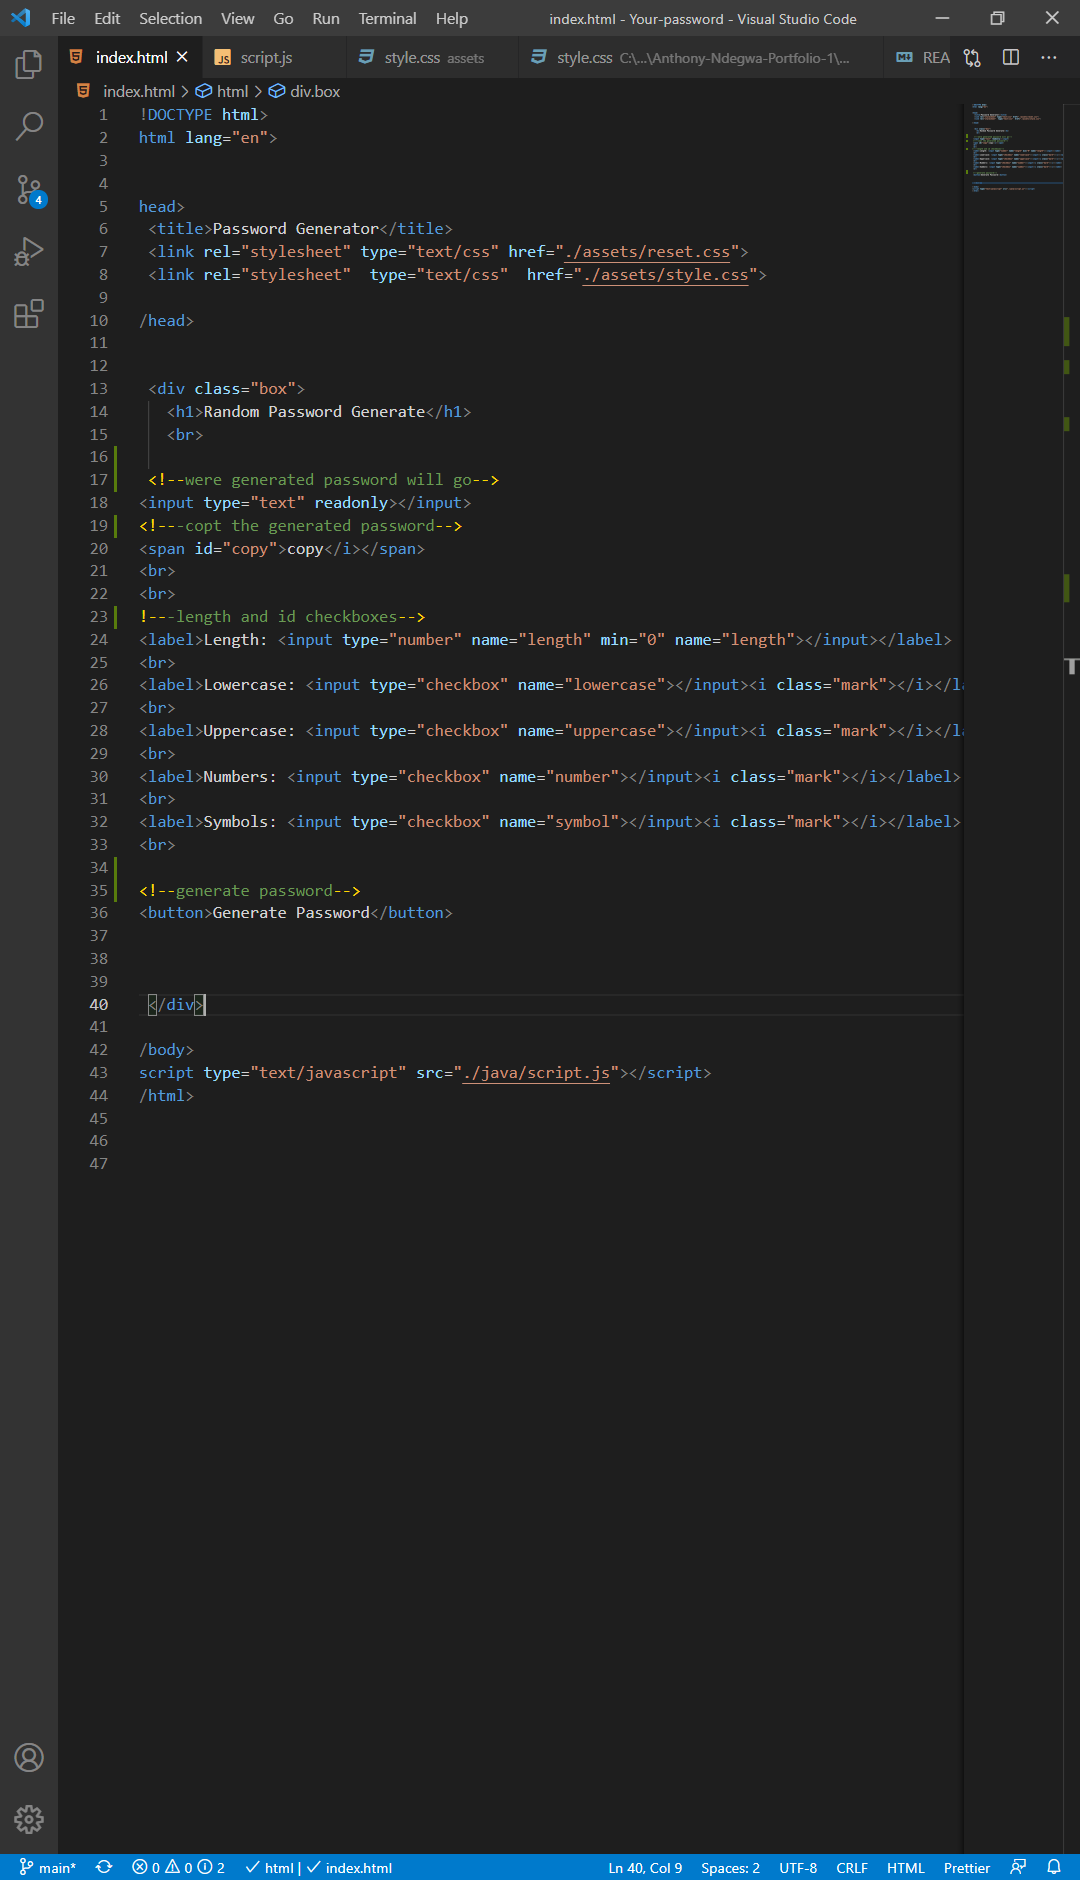 File Edit Selection View Go Run Terminal Help index.html - Your-password - Visual Studio Code
index.html JS script.js style.css assets style.css C:\...\Anthony-Ndegwa-Portfolio-1\... REA
index.html > html > div.box
1 !DOCTYPE html>
2 html lang="en">
3
4
5 head>
6 <title>Password Generator</title>
7 <link rel="stylesheet" type="text/css" href="./assets/reset.css">
8 <link rel="stylesheet"  type="text/css"  href="./assets/style.css">
9
10 /head>
11
12
13 <div class="box">
14 <h1>Random Password Generate</h1>
15 <br>
16
17 <!--were generated password will go-->
18 <input type="text" readonly></input>
19 <!---copt the generated password-->
20 <span id="copy">copy</i></span>
21 <br>
22 <br>
23 !---length and id checkboxes-->
24 <label>Length: <input type="number" name="length" min="0" name="length"></input></label>
25 <br>
26 <label>Lowercase: <input type="checkbox" name="lowercase"></input><i class="mark"></i></la
27 <br>
28 <label>Uppercase: <input type="checkbox" name="uppercase"></input><i class="mark"></i></la
29 <br>
30 <label>Numbers: <input type="checkbox" name="number"></input><i class="mark"></i></label>
31 <br>
32 <label>Symbols: <input type="checkbox" name="symbol"></input><i class="mark"></i></label>
33 <br>
34
35 <!--generate password-->
36 <button>Generate Password</button>
37
38
39
40 </div>
41
42 /body>
43 script type="text/javascript" src="./java/script.js"></script>
44 /html>
45
46
47
4
main* 0 0 2 html | index.html Ln 40, Col 9 Spaces: 2 UTF-8 CRLF HTML Prettier